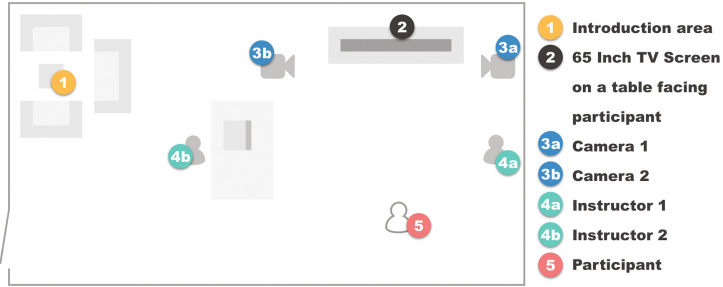 2
3b
3a
1
4b
4a
5
1 Introduction area
2 65 Inch TV Screen
on a table facing
participant
3a Camera 1
3b Camera 2
4a Instructor 1
4b Instructor 2
5 Participant